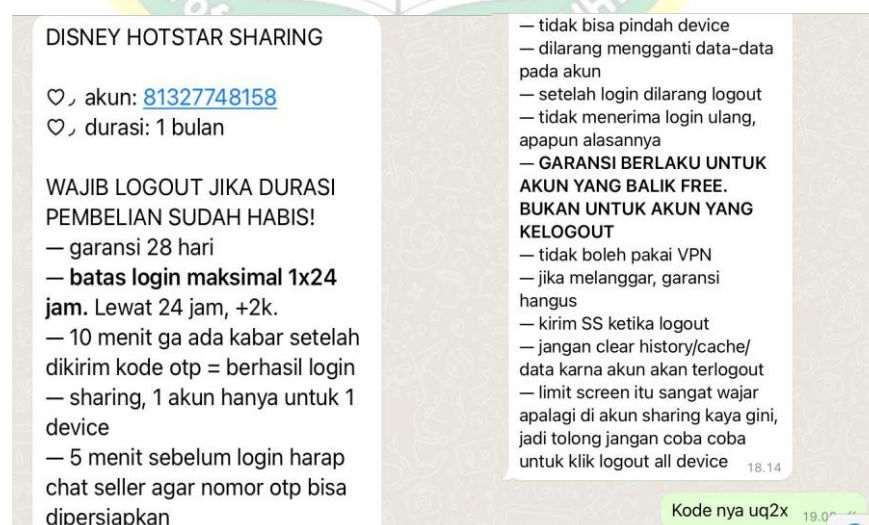 DISNEY HOTSTAR SHARING
♡, akun: 81327748158
♡, durasi: 1 bulan
WAJIB LOGOUT JIKA DURASI
PEMBELIAN SUDAH HABIS!
— garansi 28 hari
— batas login maksimal 1x24
jam. Lewat 24 jam, +2k.
— 10 menit ga ada kabar setelah
dikirim kode otp = berhasil login
— sharing, 1 akun hanya untuk 1
device
— 5 menit sebelum login harap
chat seller agar nomor otp bisa
dipersiapkan
— tidak bisa pindah device
— dilarang mengganti data-data
pada akun
— setelah login dilarang logout
— tidak menerima login ulang,
apapun alasannya
— GARANSI BERLAKU UNTUK
AKUN YANG BALIK FREE.
BUKAN UNTUK AKUN YANG
KELOGOUT
— tidak boleh pakai VPN
— jika melanggar, garansi
hangus
— kirim SS ketika logout
— jangan clear history/cache/
data karna akun akan terlogout
— limit screen itu sangat wajar
apalagi di akun sharing kaya gini,
jadi tolong jangan coba coba
untuk klik logout all device 18.14
Kode nya uq2x